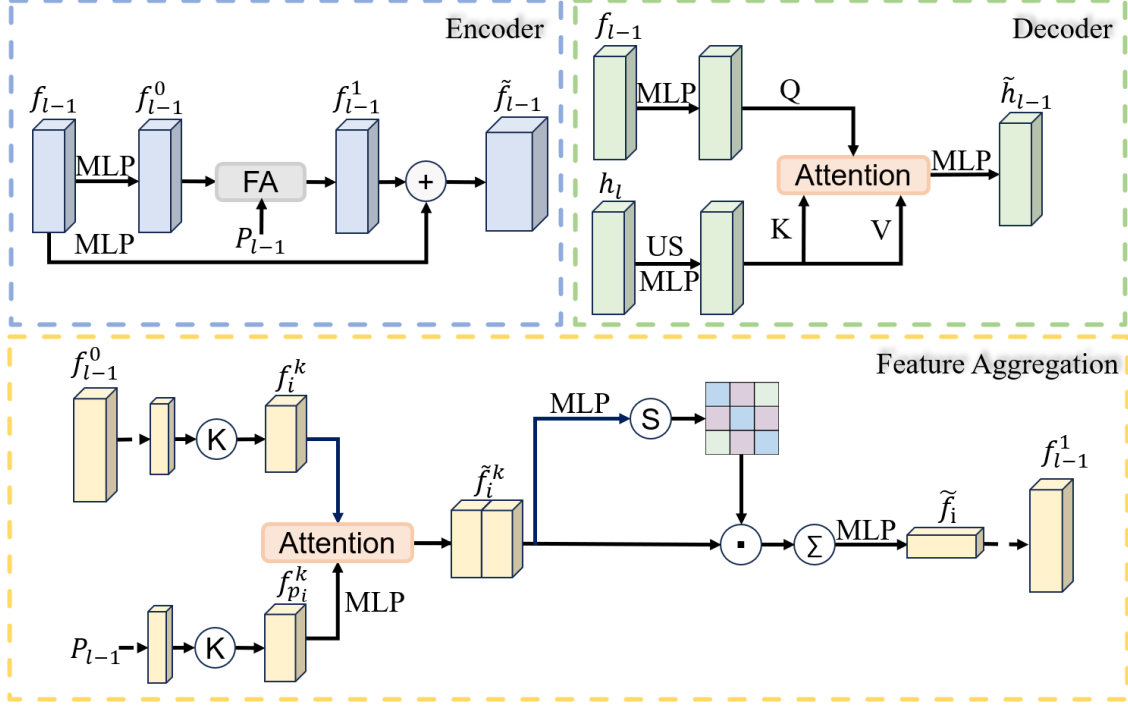 Encoder
f_{l−1}
f_{l−1}^0
f_{l−1}^1
f̃_{l−1}
MLP
FA
+
P_{l−1}
MLP
Decoder
f_{l−1}
MLP
Q
h̃_{l−1}
Attention
MLP
h_l
US
MLP
K
V
Feature Aggregation
f_{l−1}^0
K
f_i^k
MLP
S
f̃_i^k
Attention
MLP
P_{l−1}
K
f_{p_i}^k
·
Σ
MLP
f̃_i
f_{l−1}^1